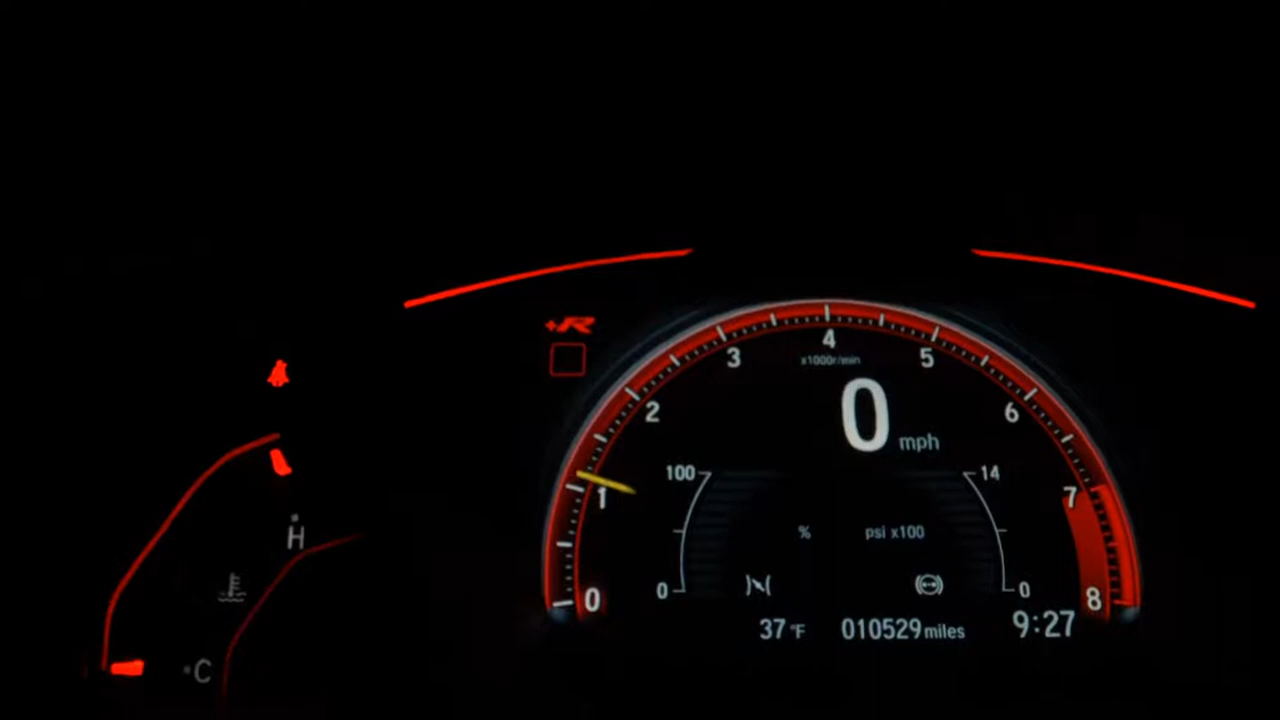 +R
4
3 5
x1000r/min
2 6
0 mph
100 14
1 7
% psi x100
H
0 0
0 8
37 °F 010529 miles 9:27
C